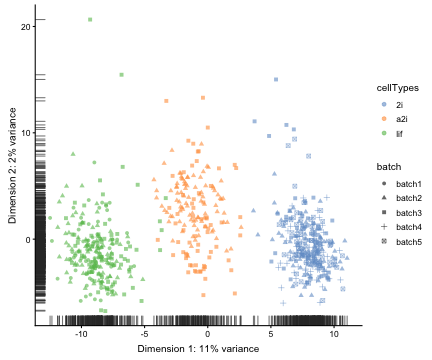 20
10
0
Dimension 2: 2% variance
-10 -5 0 5 10
Dimension 1: 11% variance
cellTypes
2i
a2i
lif
batch
batch1
batch2
batch3
batch4
batch5